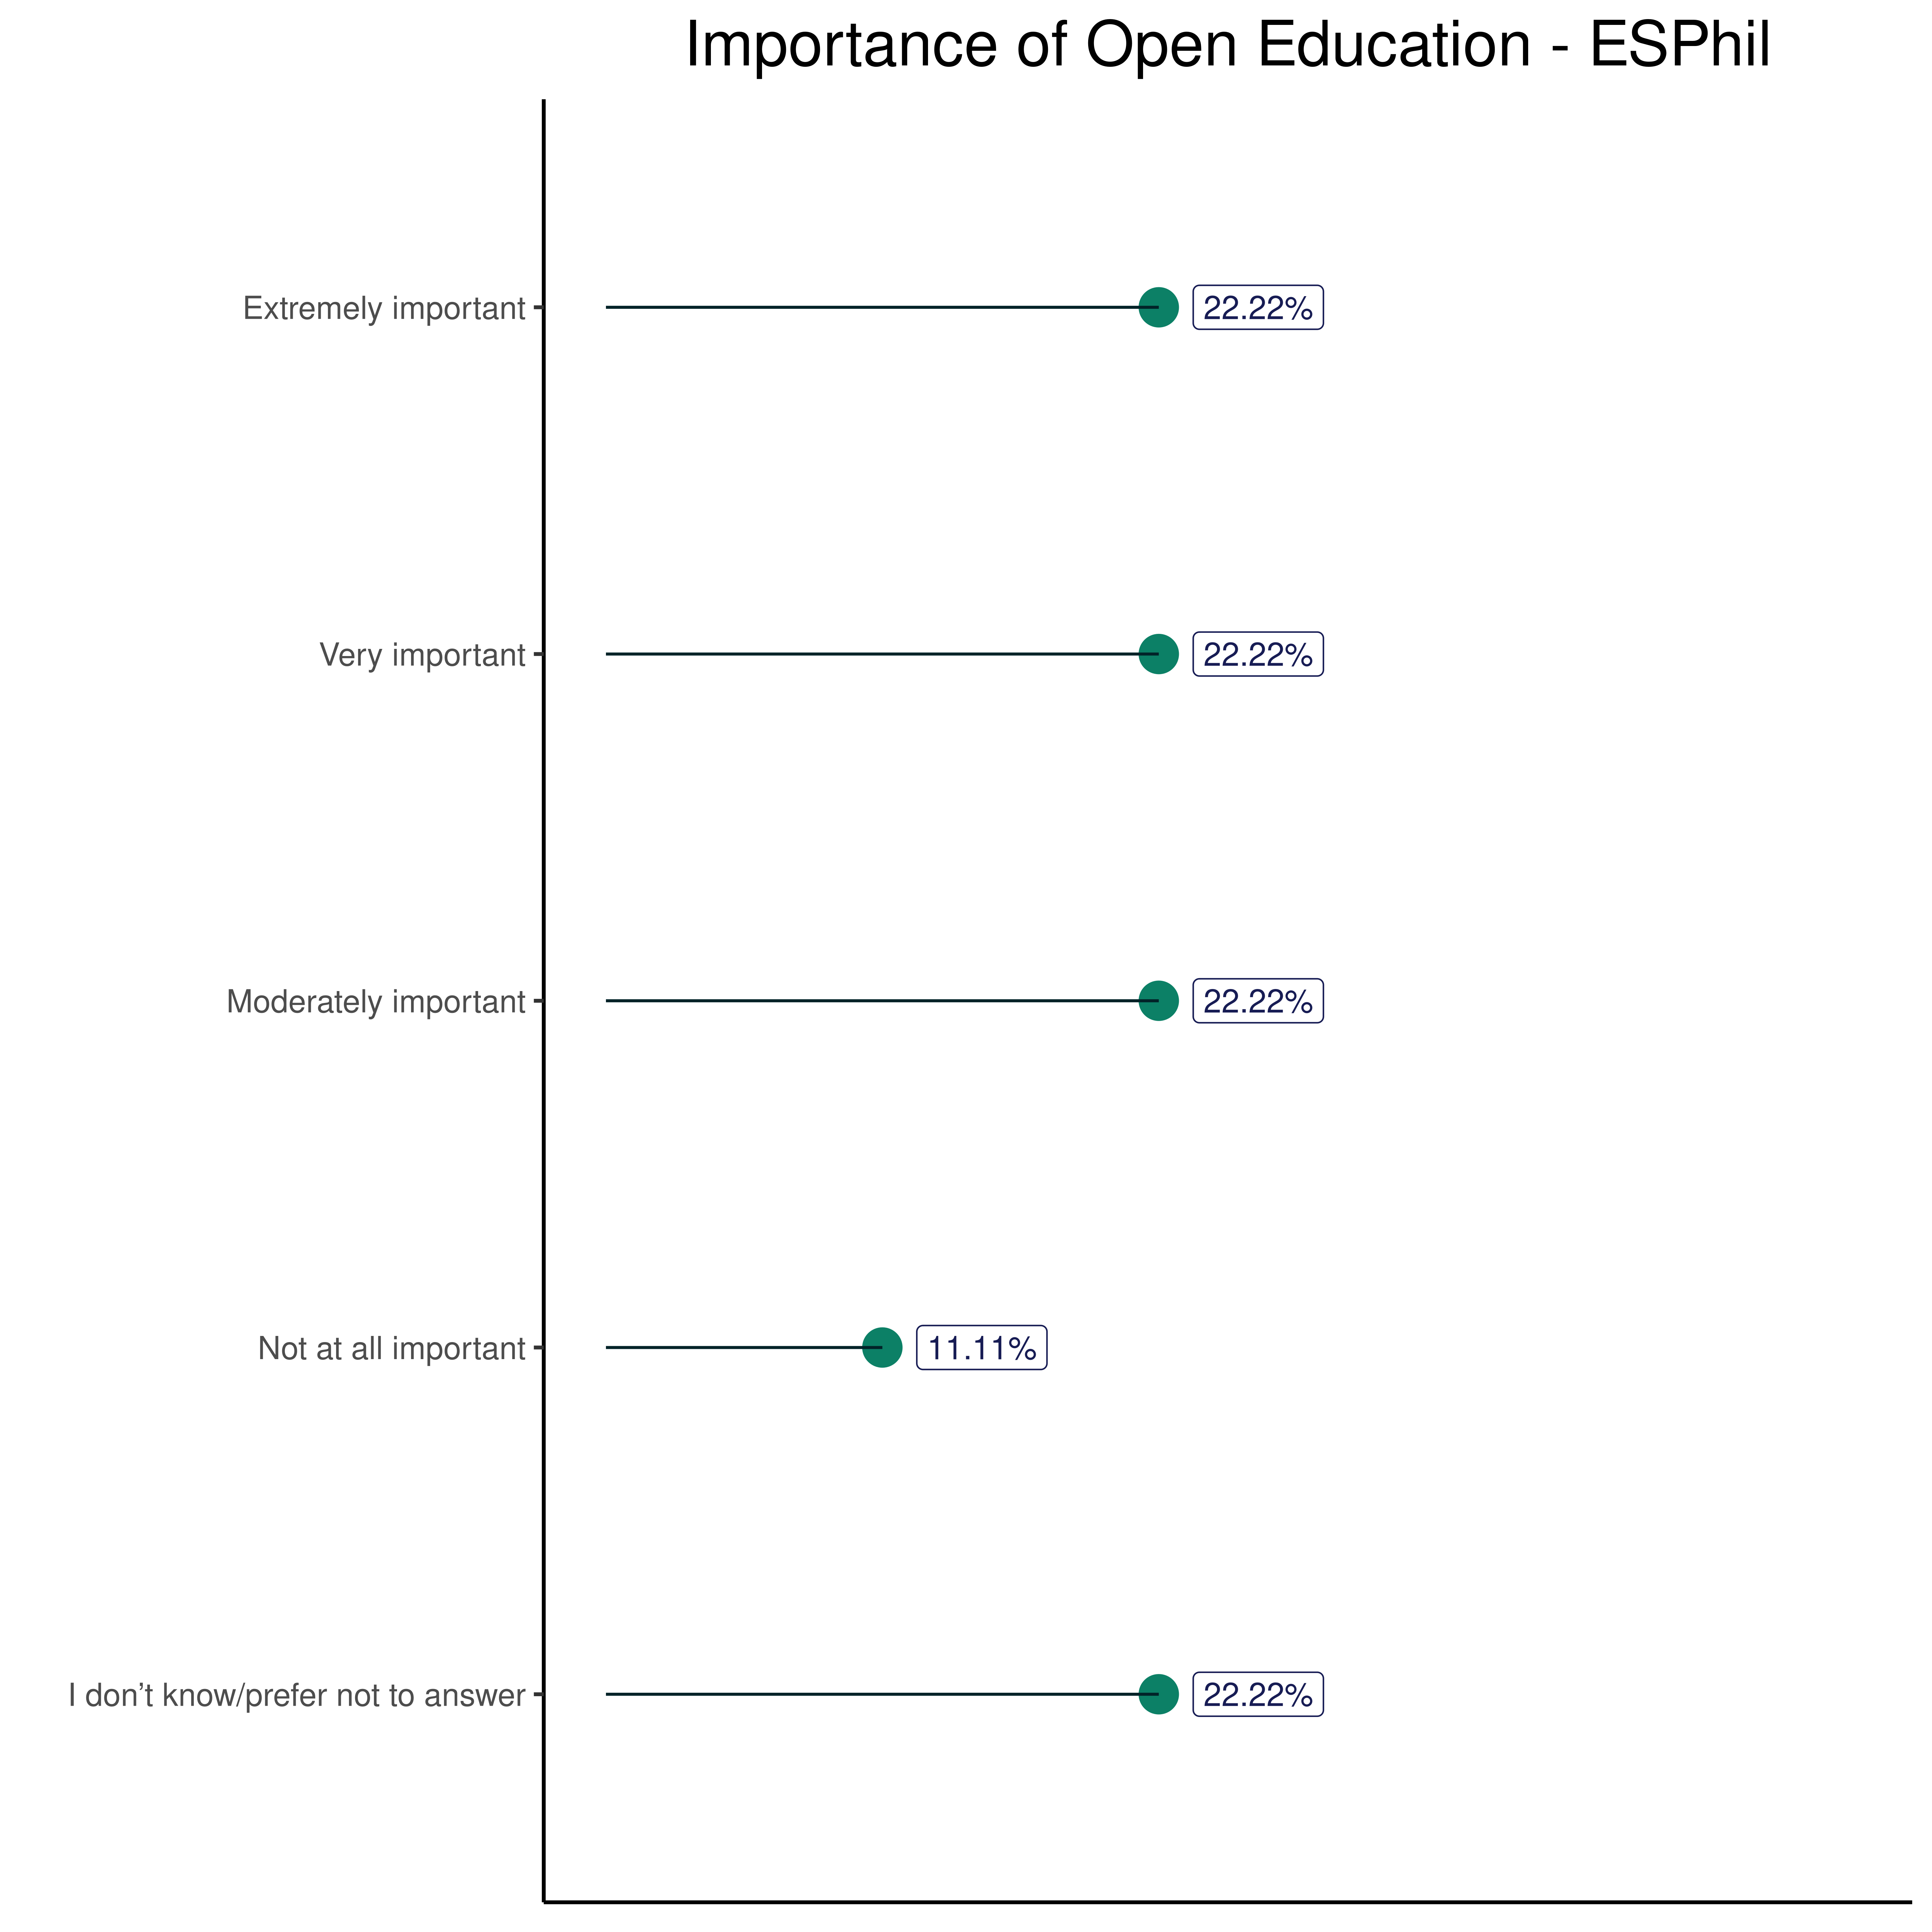 Importance of Open Education - ESPhil
Extremely important 22.22%
Very important 22.22%
Moderately important 22.22%
Not at all important 11.11%
I don't know/prefer not to answer 22.22%